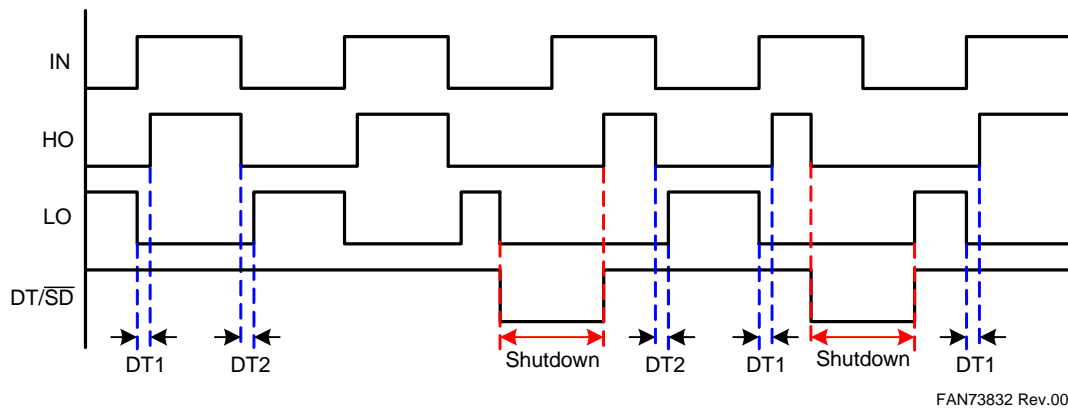 IN
HO
LO
DT/SD
DT1 DT2 Shutdown DT2 DT1 Shutdown DT1
FAN73832 Rev.00